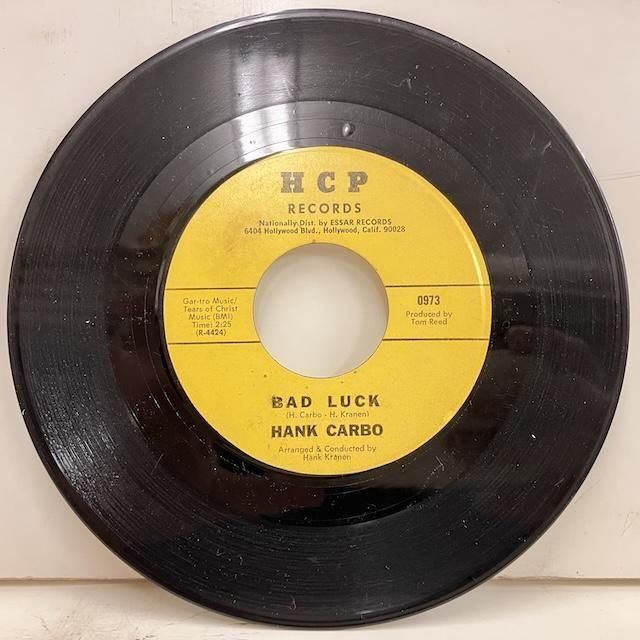 HCP
RECORDS
Nationally Dist. by ESSAR RECORDS
6404 Hollywood Blvd., Hollywood, Calif. 90028
Gar-tro Music/
Tears of Christ
Music (BMI)
Time: 2:25
(R-4424)
0973
Produced by
Tom Reed
BAD LUCK
(H. Carbo - H. Kranen)
HANK CARBO
Arranged & Conducted by
Hank Kranen